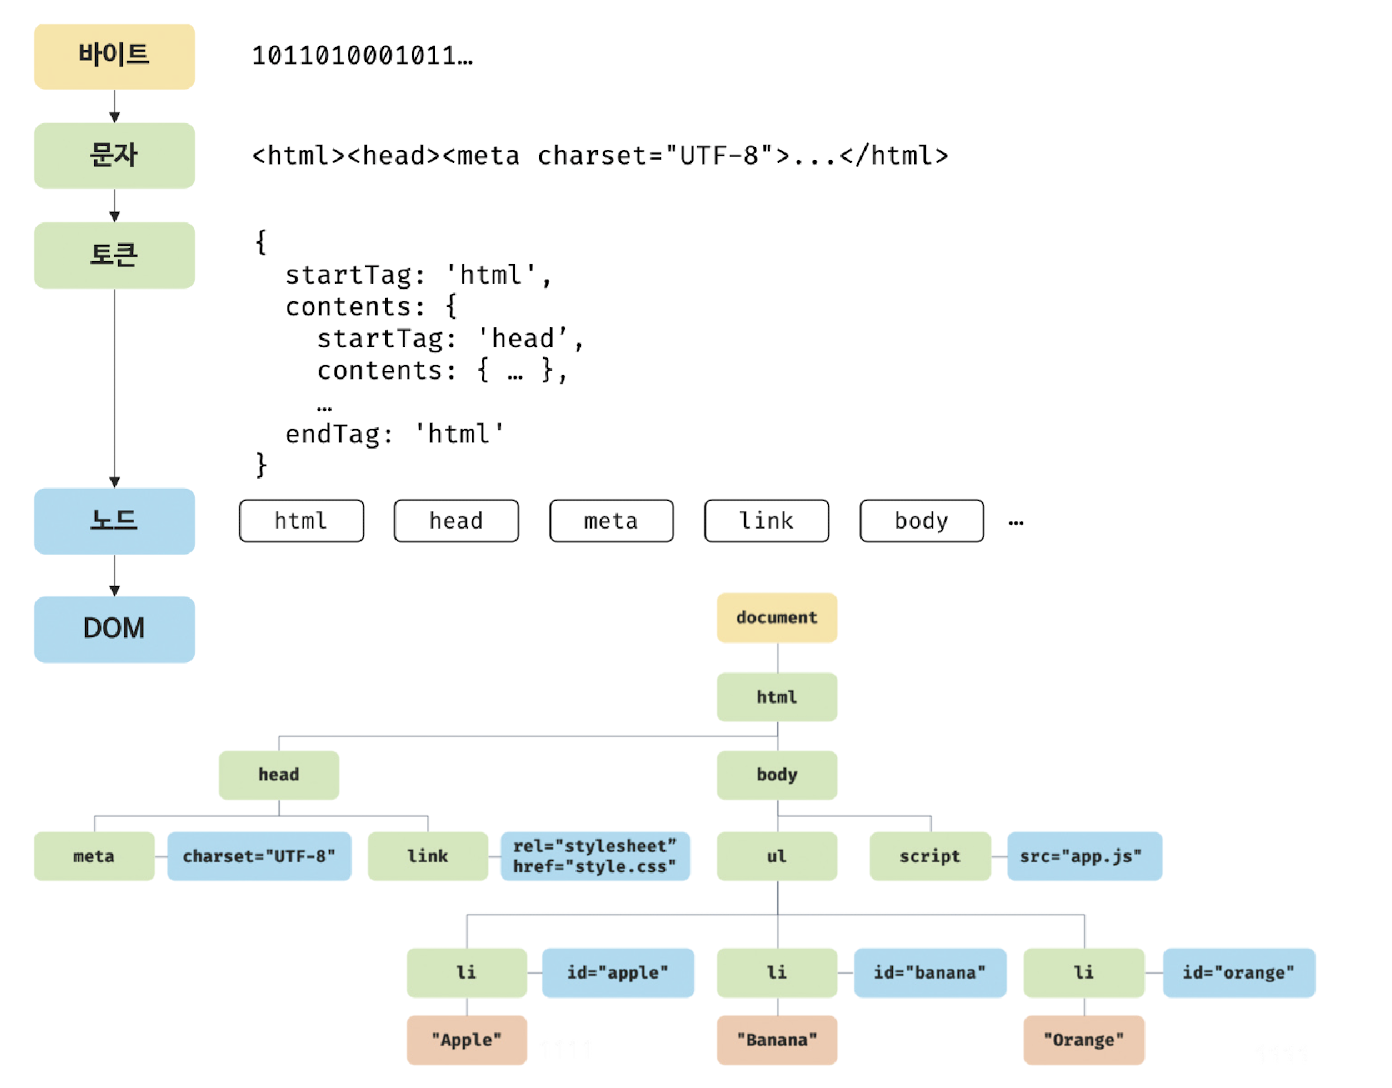 바이트
1011010001011…
문자
<html><head><meta charset="UTF-8">...</html>
토큰
{
startTag: 'html',
contents: {
startTag: 'head’,
contents: { … },
…
endTag: 'html'
}
노드
html
head
meta
link
body
…
DOM
document
html
head
body
meta
charset="UTF-8"
link
rel="stylesheet”
href="style.css"
ul
script
src="app.js"
li
id="apple"
li
id="banana"
li
id="orange"
"Apple"
"Banana"
"Orange"